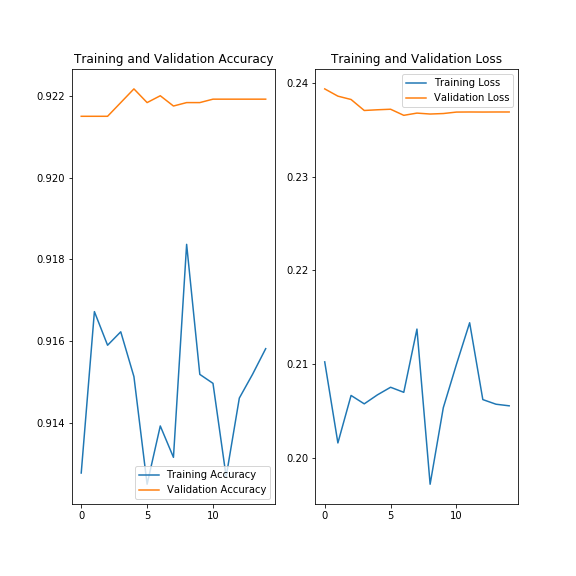 Training and Validation Accuracy
0.922
0.920
0.918
0.916
0.914
0
5
10
Training Accuracy
Validation Accuracy
Training and Validation Loss
0.24
0.23
0.22
0.21
0.20
0
5
10
Training Loss
Validation Loss